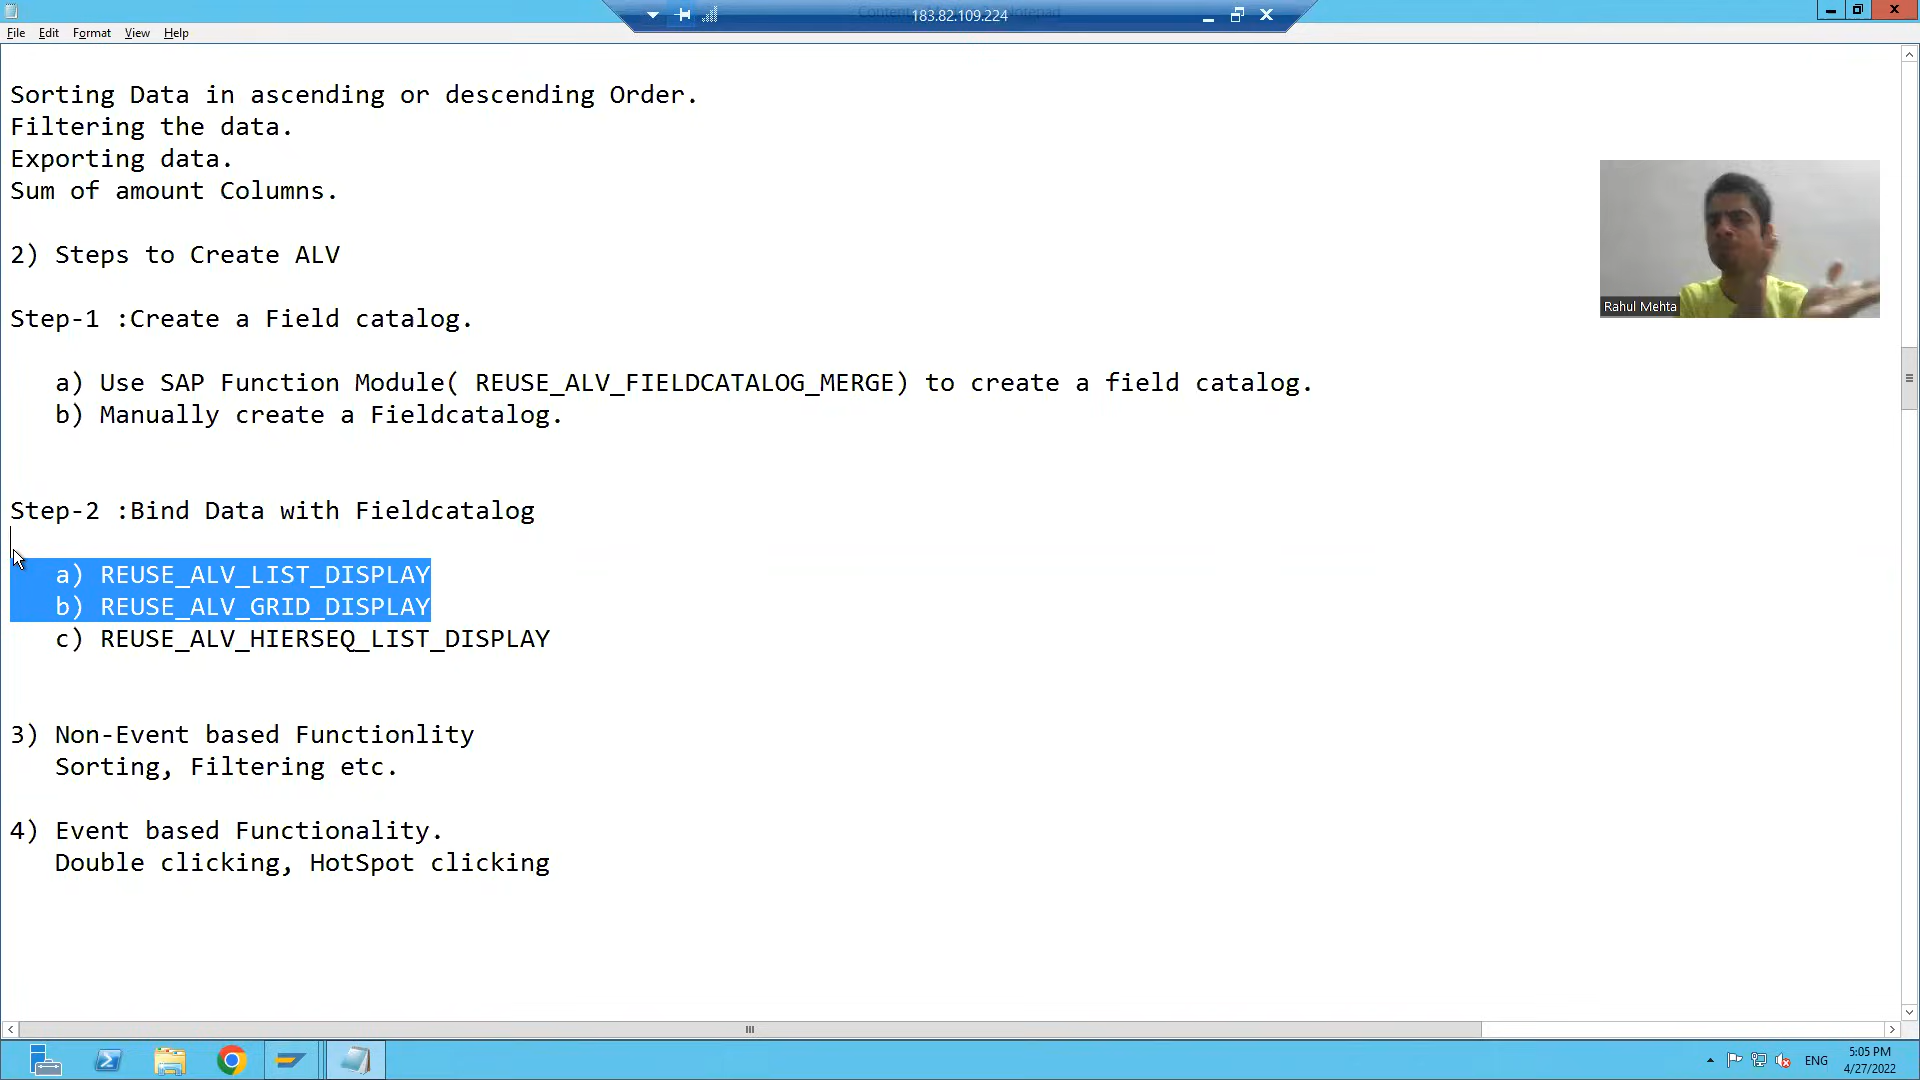 183.82.109.224
File Edit Format View Help
Sorting Data in ascending or descending Order.
Filtering the data.
Exporting data.
Sum of amount Columns.
2) Steps to Create ALV
Step-1 :Create a Field catalog.
a) Use SAP Function Module( REUSE_ALV_FIELDCATALOG_MERGE) to create a field catalog.
b) Manually create a Fieldcatalog.
Step-2 :Bind Data with Fieldcatalog
a) REUSE_ALV_LIST_DISPLAY
b) REUSE_ALV_GRID_DISPLAY
c) REUSE_ALV_HIERSEQ_LIST_DISPLAY
3) Non-Event based Functionlity
Sorting, Filtering etc.
4) Event based Functionality.
Double clicking, HotSpot clicking
Rahul Mehta
ENG
5:05 PM
4/27/2022